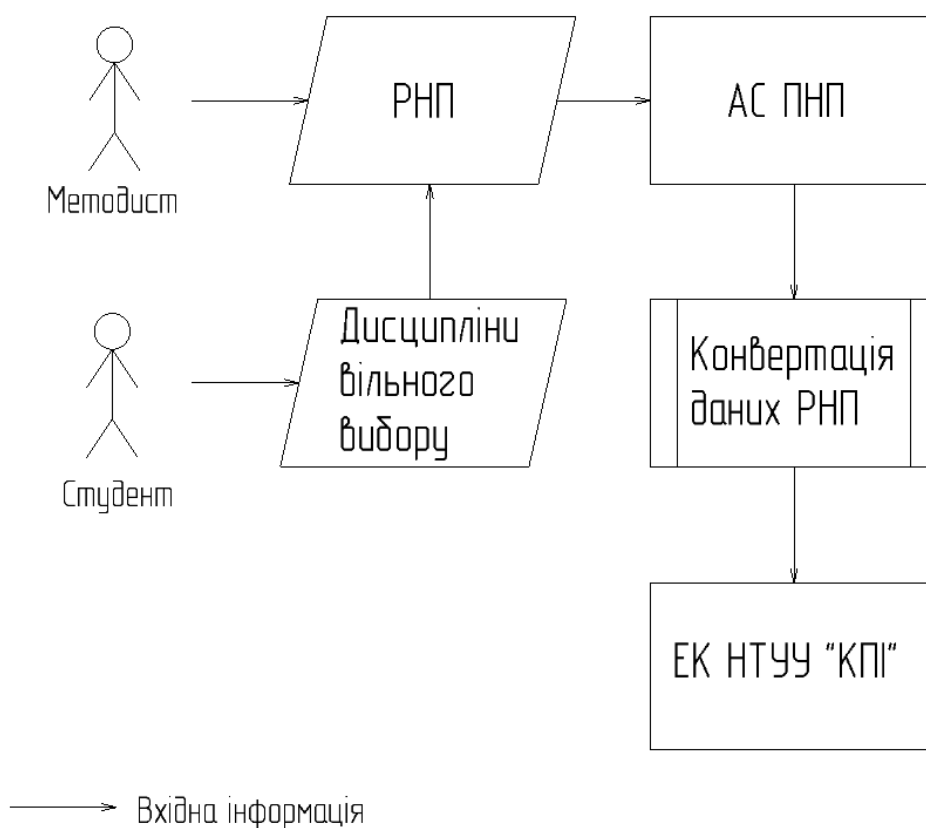 РНП
АС ПНП
Методист
Дисципліни
вільного
вибору
Конвертація
даних РНП
Студент
ЕК НТУУ "КПІ"
Вхідна інформація